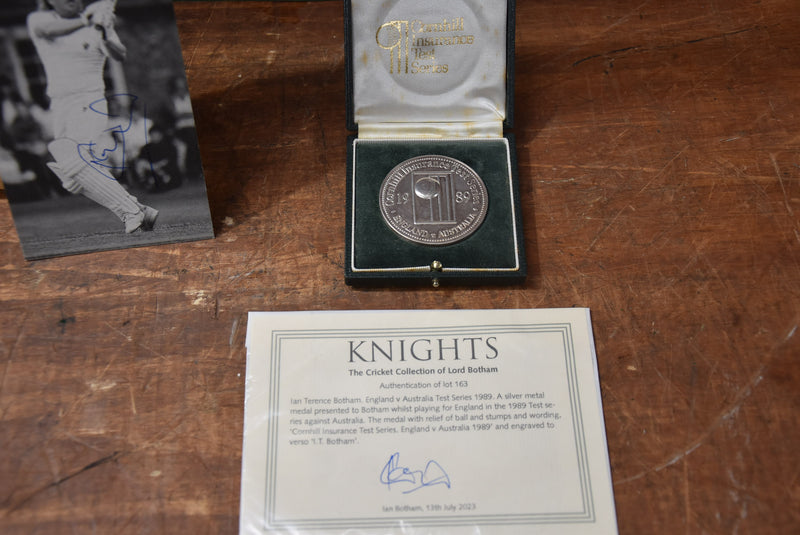 Cornhill
Insurance
Test
Series
Cornhill Insurance Test Series
19 89
ENGLAND v AUSTRALIA
KNIGHTS
The Cricket Collection of Lord Botham
Authentication of lot 163
Ian Terence Botham. England v Australia Test Series 1989. A silver metal
medal presented to Botham whilst playing for England in the 1989 Test se-
ries against Australia. The medal with relief of ball and stumps and wording,
'Cornhill Insurance Test Series. England v Australia 1989' and engraved to
verso 'I.T. Botham'.
Ian Botham, 13th July 2023